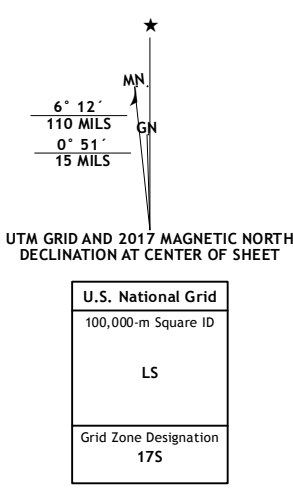 MN
GN
6° 12´
110 MILS
0° 51´
15 MILS
UTM GRID AND 2017 MAGNETIC NORTH
DECLINATION AT CENTER OF SHEET
U.S. National Grid
100,000-m Square ID
LS
Grid Zone Designation
17S